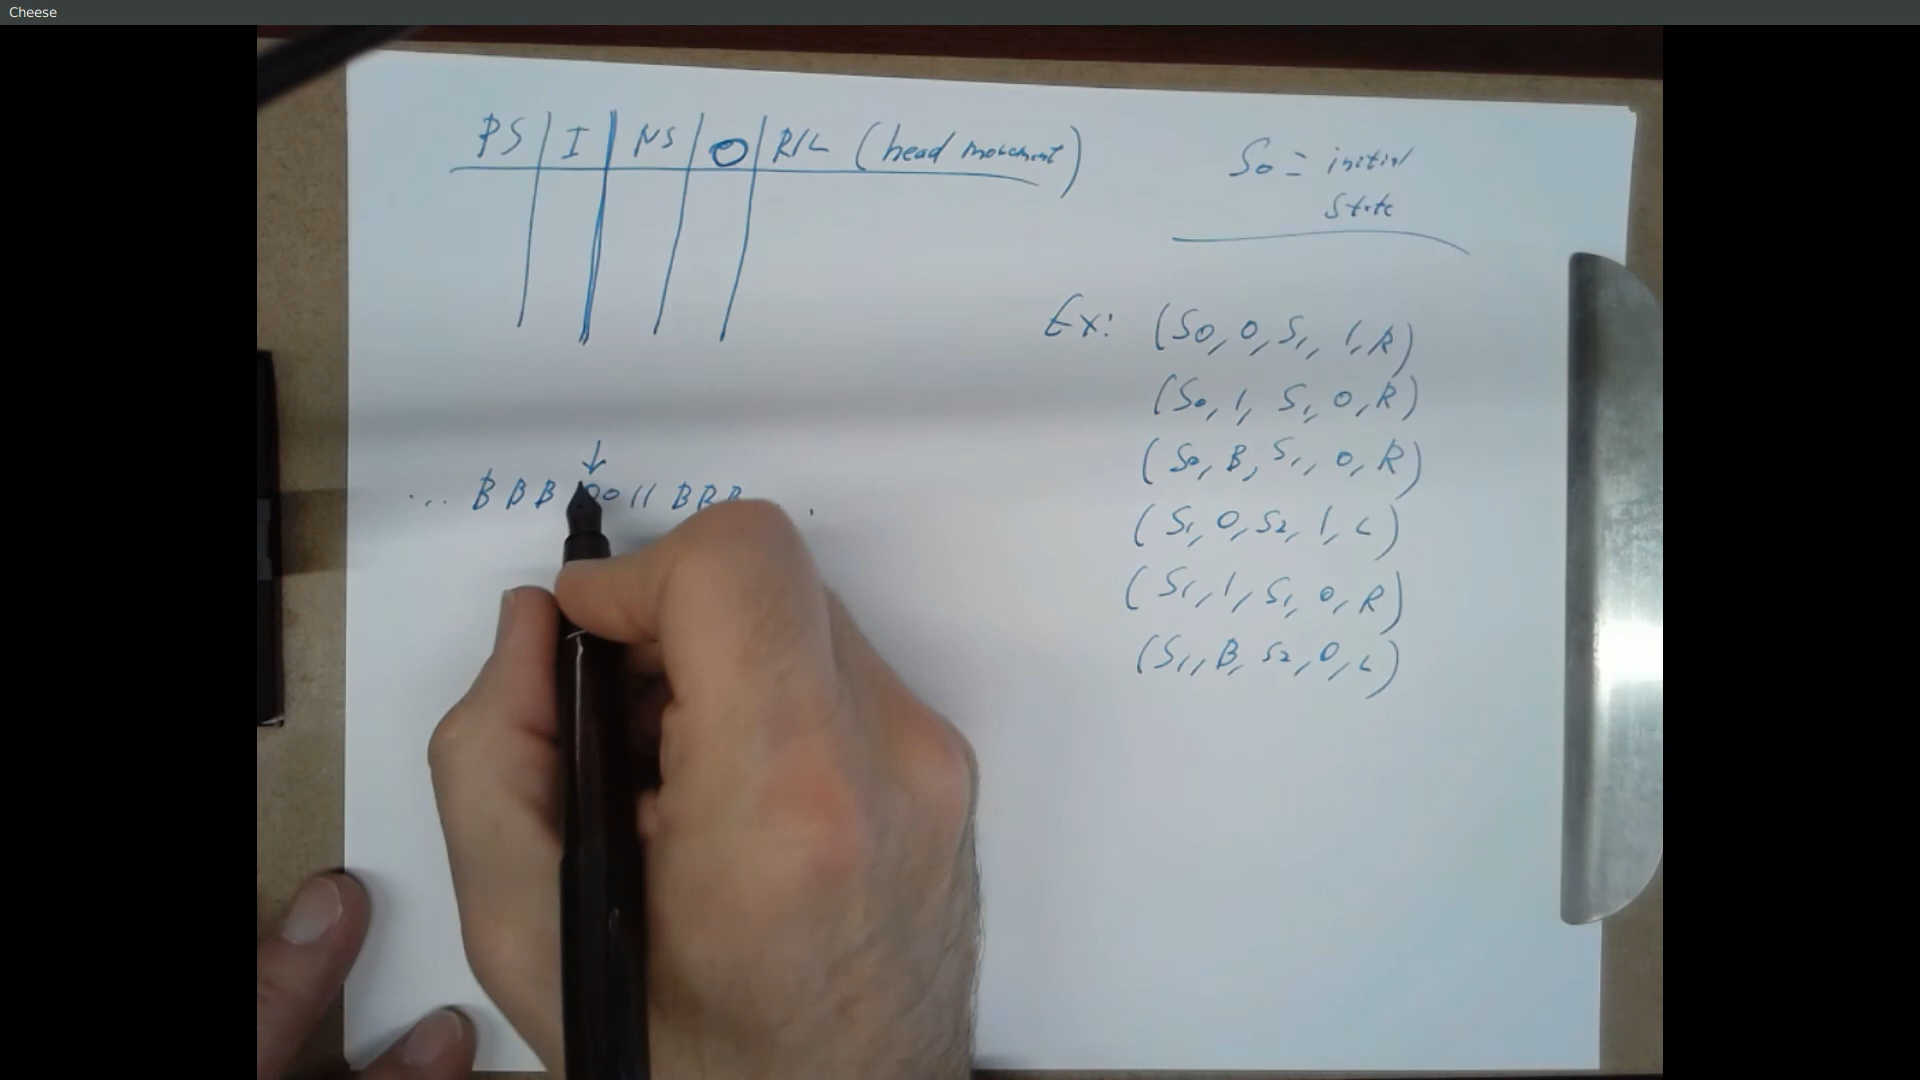 Cheese
PS | I | NS | O | R/L (head movement)
S0 = initial
state
Ex: (S0, 0, S1, 1, R)
(S0, 1, S1, 0, R)
(S0, B, S1, 0, R)
(S1, 0, S2, 1, L)
(S1, 1, S1, 0, R)
(S1, B, S2, 0, L)
↓
... B B B 0 0 1 1 B B B .